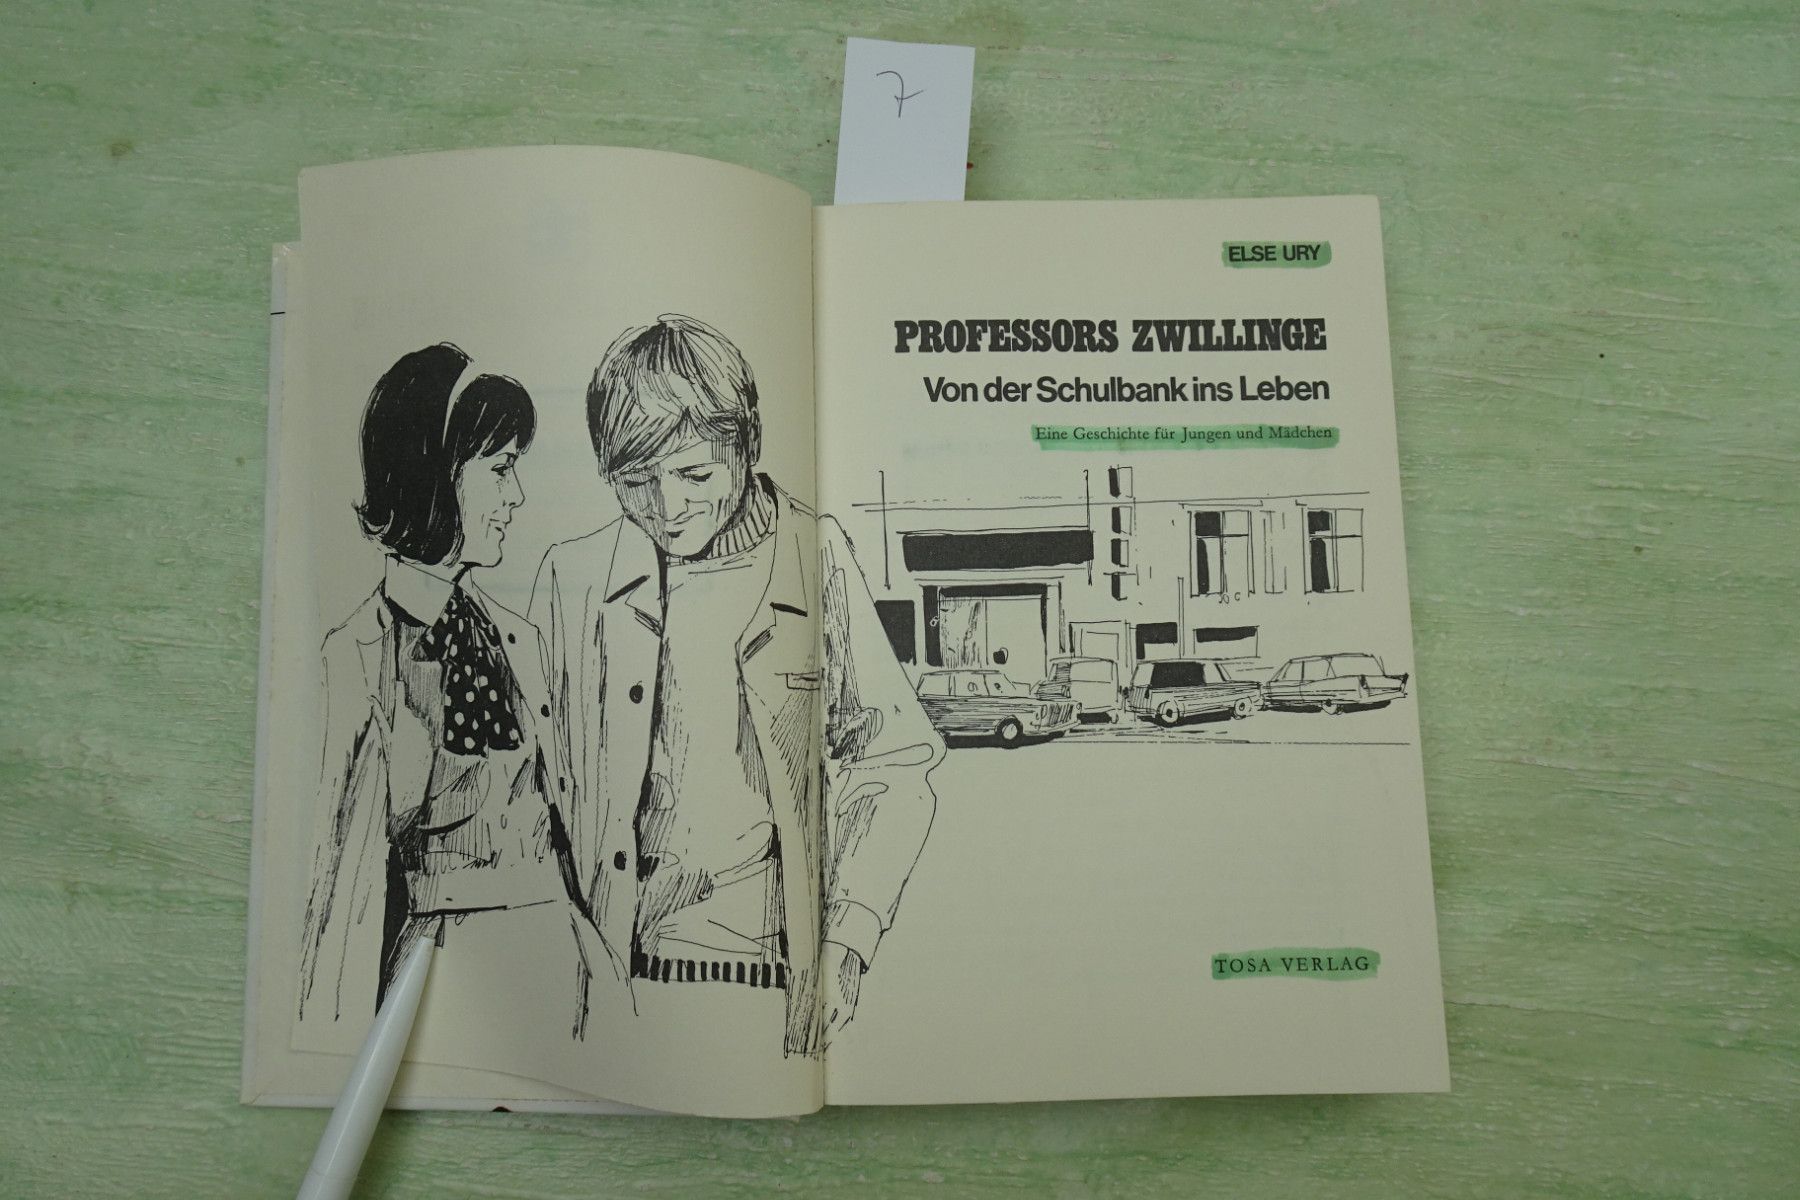 7
ELSE URY
PROFESSORS ZWILLINGE
Von der Schulbank ins Leben
Eine Geschichte für Jungen und Mädchen
TOSA VERLAG